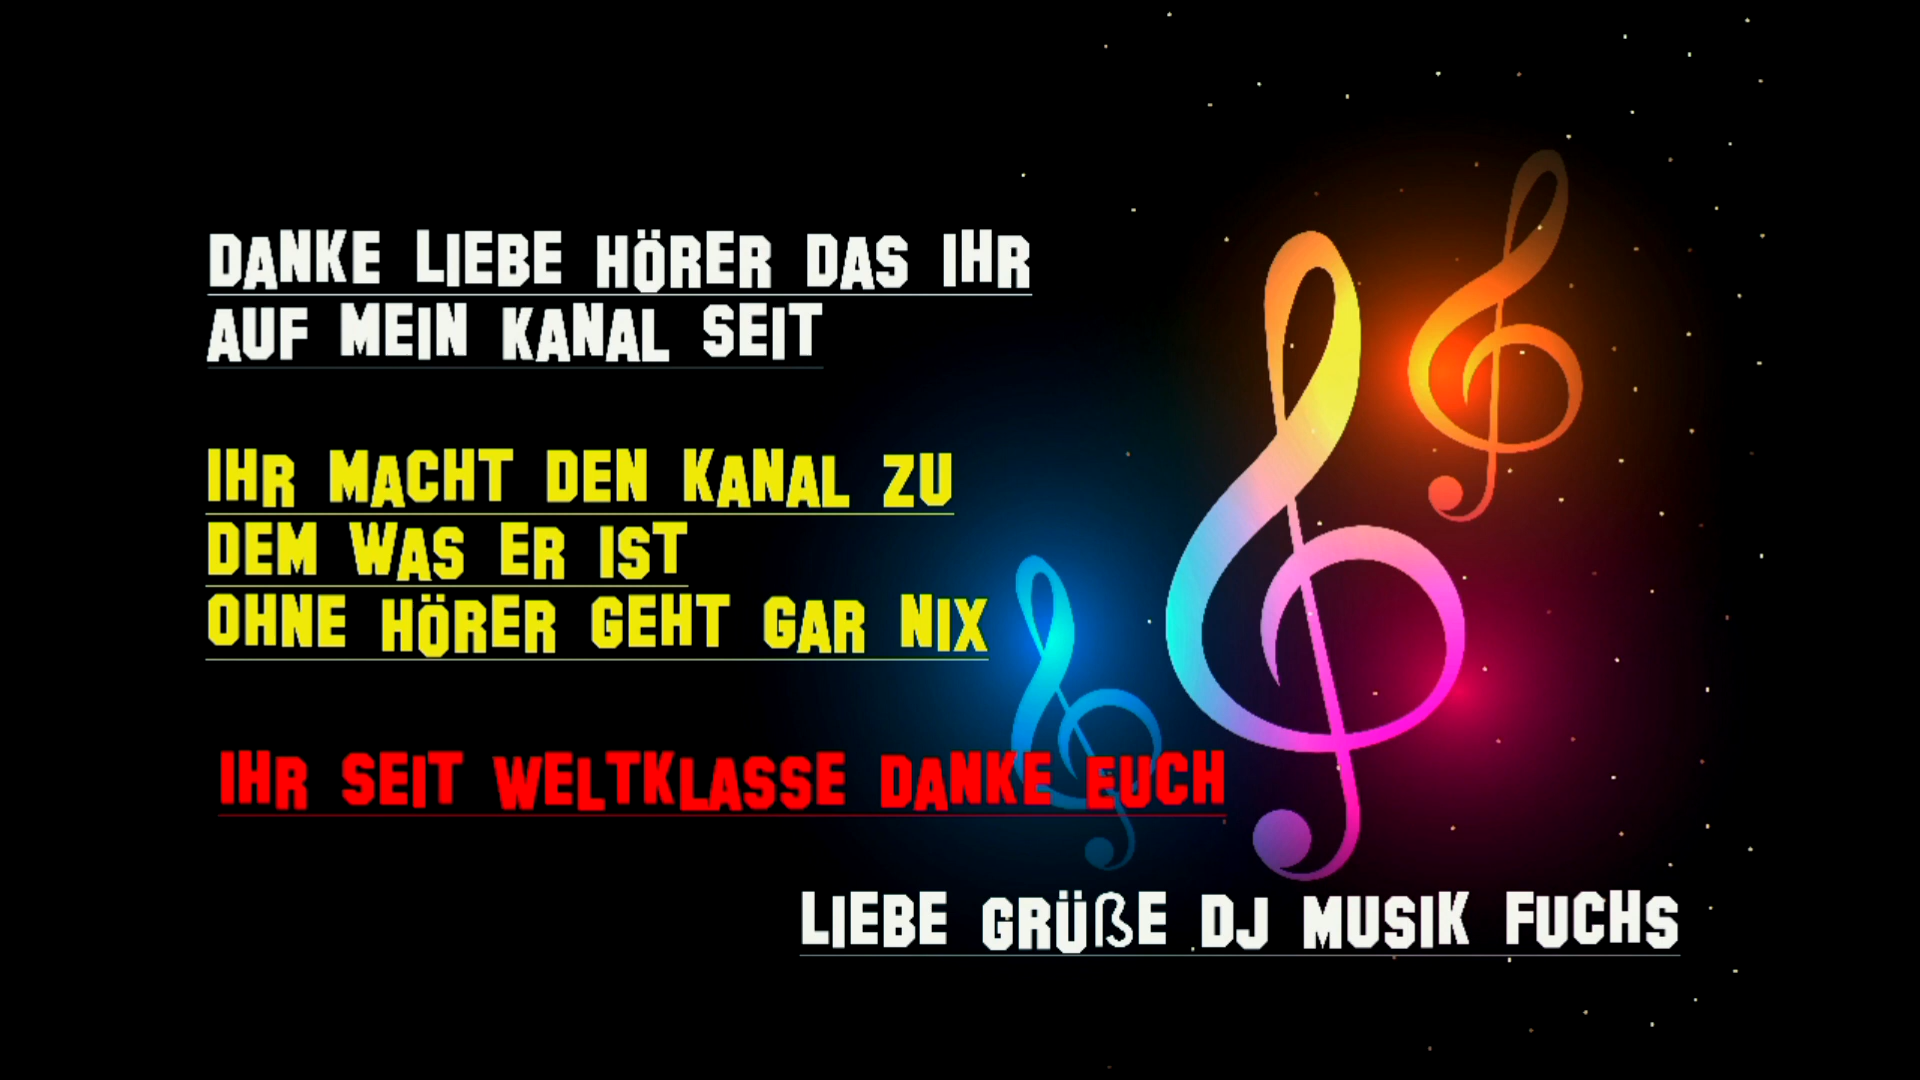 DANKE LIEBE HÖRER DAS IHR
AUF MEIN KANAL SEIT
IHR MACHT DEN KANAL ZU
DEM WAS ER IST
OHNE HÖRER GEHT GAR NIX
IHR SEIT WELTKLASSE DANKE EUCH
LIEBE GRÜßE DJ MUSIK FUCHS